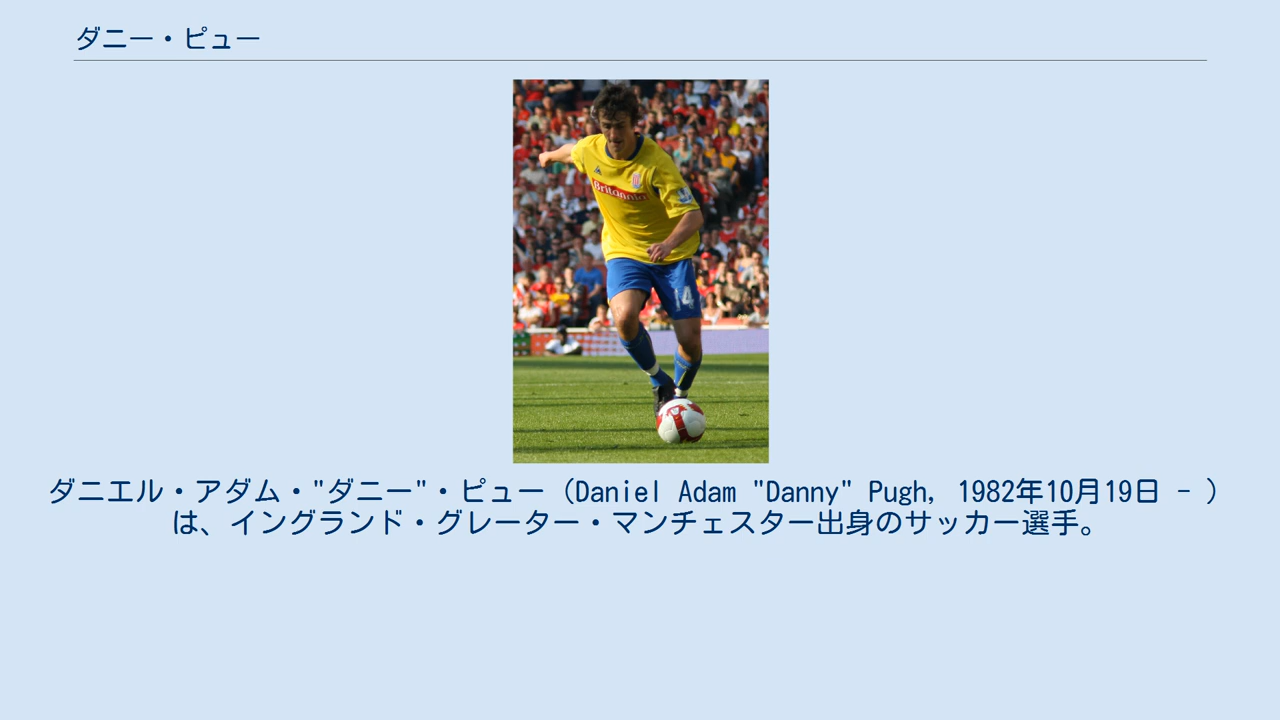 ダニー・ピュー
Britannia
14
ダニエル・アダム・"ダニー"・ピュー（Daniel Adam "Danny" Pugh, 1982年10月19日 - ）
は、イングランド・グレーター・マンチェスター出身のサッカー選手。